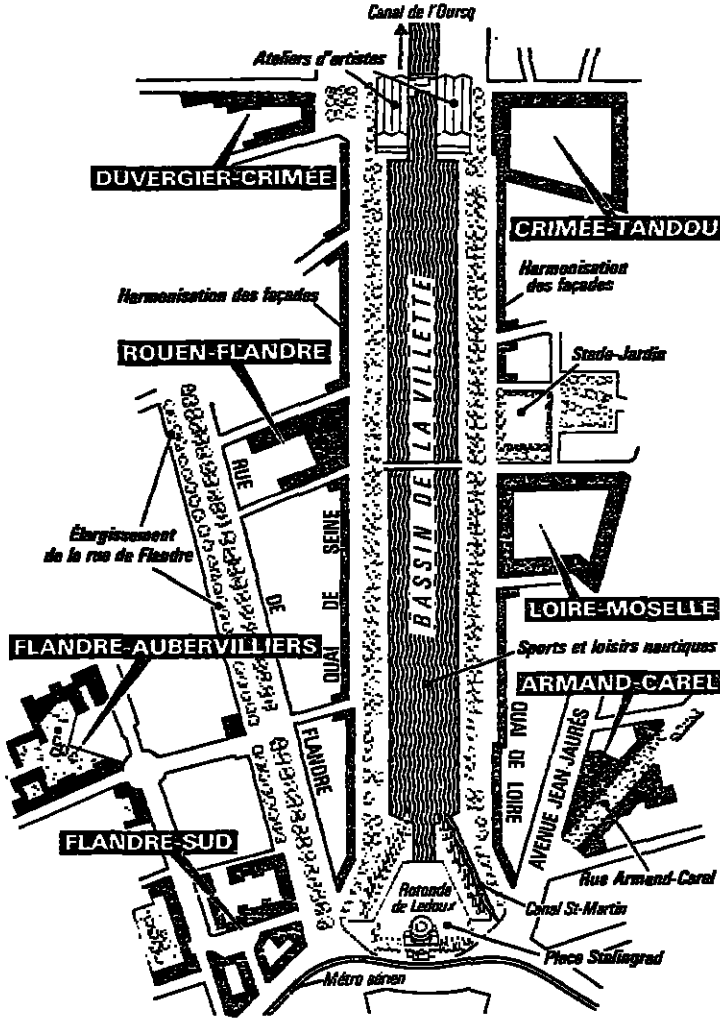 Canal de l'Ourcq
Ateliers d'artistes
DUVERGIER-CRIMÉE
CRIMÉE-TANDOU
Harmonisation
des façades
Harmonisation des façades
ROUEN-FLANDRE
Stade-Jardin
BASSIN DE LA VILLETTE
RUE DE FLANDRE
QUAI DE SEINE
Élargissement
de la rue de Flandre
LOIRE-MOSELLE
FLANDRE-AUBERVILLIERS
Sports et loisirs nautiques
ARMAND-CAREL
QUAI DE LOIRE
AVENUE JEAN JAURÈS
FLANDRE-SUD
Rue Armand-Carel
Rotonde
de Ledoux
Canal St-Martin
Place Stalingrad
Métro aérien